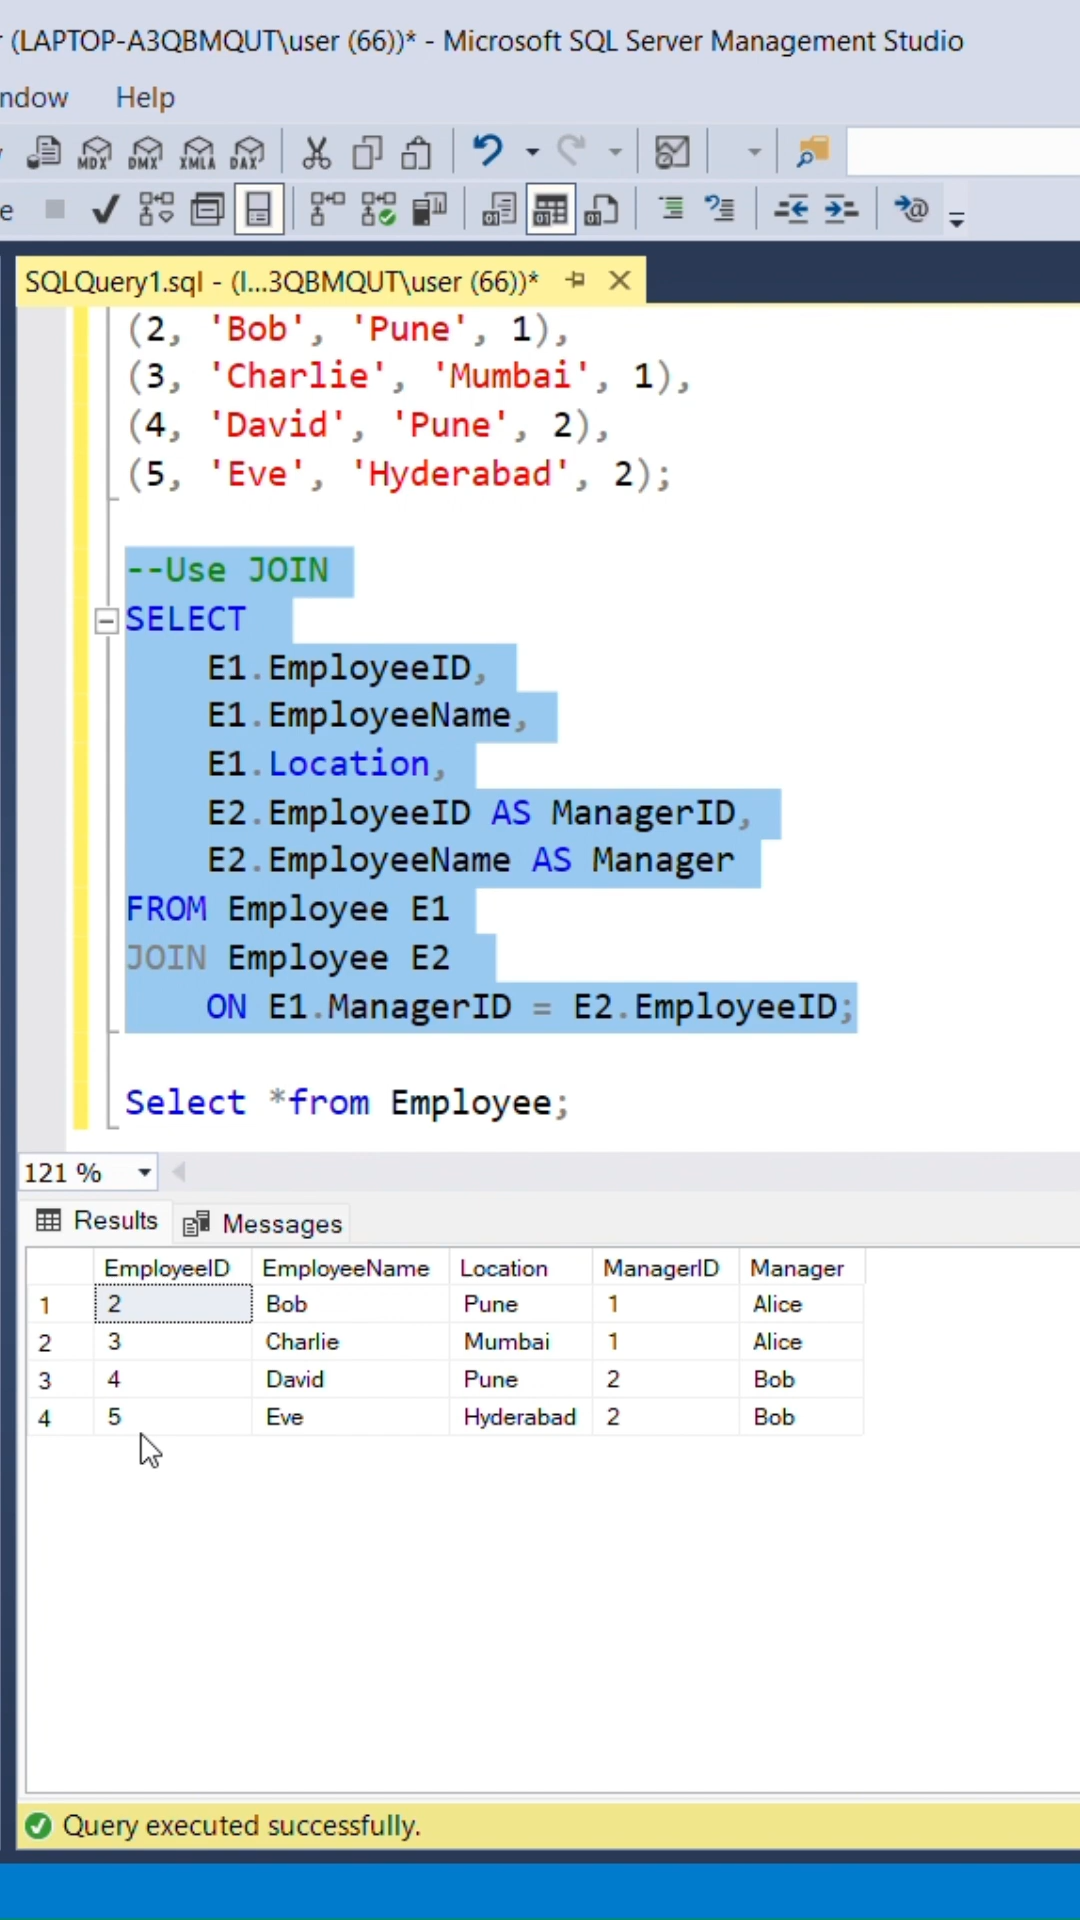 r (LAPTOP-A3QBMQUT\user (66))* - Microsoft SQL Server Management Studio
ndow Help
MDX DMX XMLA DAX
e
SQLQuery1.sql - (l...3QBMQUT\user (66))*
(2, 'Bob', 'Pune', 1),
(3, 'Charlie', 'Mumbai', 1),
(4, 'David', 'Pune', 2),
(5, 'Eve', 'Hyderabad', 2);
--Use JOIN
SELECT
E1.EmployeeID,
E1.EmployeeName,
E1.Location,
E2.EmployeeID AS ManagerID,
E2.EmployeeName AS Manager
FROM Employee E1
JOIN Employee E2
ON E1.ManagerID = E2.EmployeeID;
Select *from Employee;
121 %
Results Messages
EmployeeID EmployeeName Location ManagerID Manager
1 2 Bob Pune 1 Alice
2 3 Charlie Mumbai 1 Alice
3 4 David Pune 2 Bob
4 5 Eve Hyderabad 2 Bob
Query executed successfully.